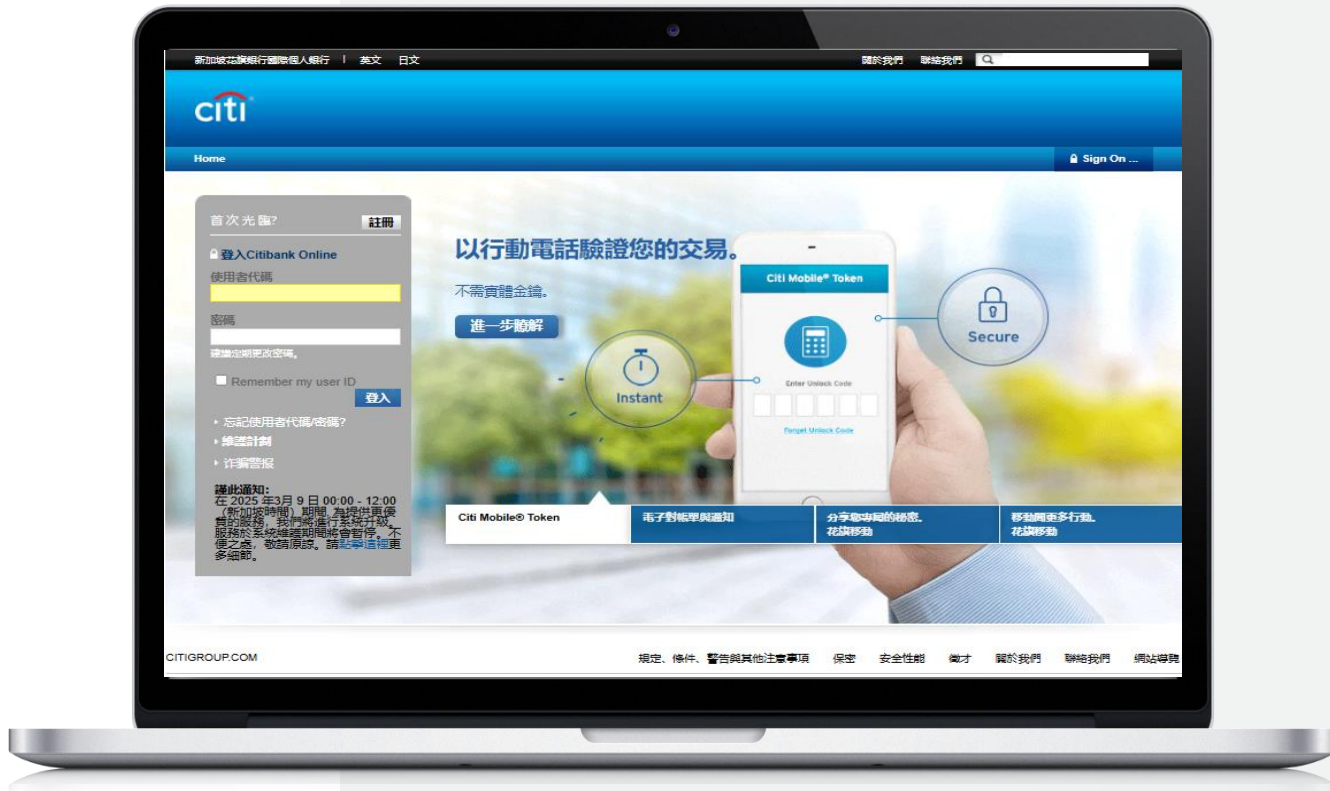 新加坡花旗銀行國際個人銀行 | 英文 日文 關於我們 聯絡我們
citi
Home Sign On ...
首次光臨? 註冊
登入Citibank Online
使用者代碼
密碼
建議定期更改密碼。
Remember my user ID
登入
忘記使用者代碼/密碼?
維護計劃
诈骗警报
謹此通知:
在 2025 年3月 9 日 00:00 - 12:00
(新加坡時間) 期間, 為提供更優
質的服務, 我們將進行系統升級。
服務於系統維護期間將會暫停。不
便之處, 敬請原諒。請點擊這裡更
多細節。
以行動電話驗證您的交易。
不需實體金鑰。
進一步瞭解
Instant
Citi Mobile® Token
Enter Unlock Code
Forget Unlock Code
Secure
Citi Mobile® Token
电子對帳單與通知
分享您专属的秘密.
花旗移動
移動開更多行動.
花旗移動
CITIGROUP.COM 規定、條件、警告與其他注意事項 保密 安全性能 徵才 關於我們 聯絡我們 網站導覽